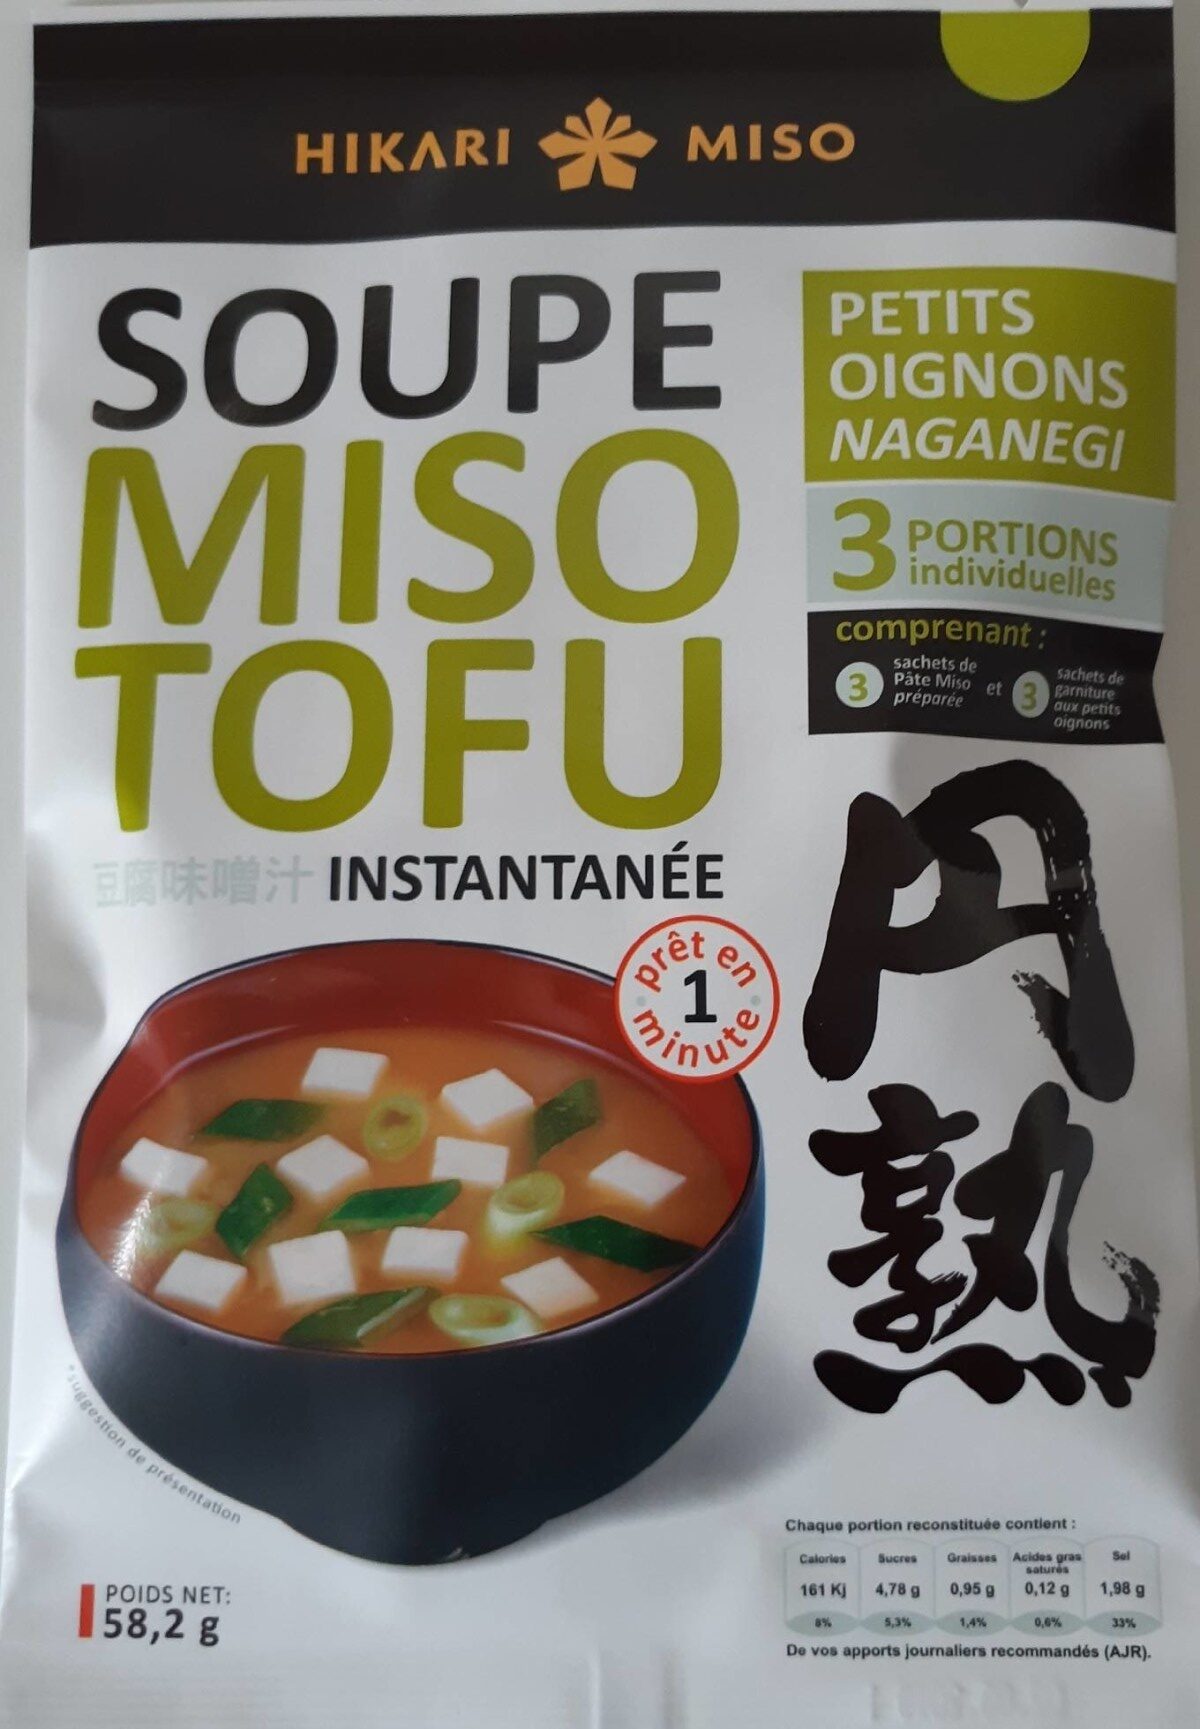 HIKARI MISO
SOUPE
MISO
TOFU
豆腐味噌汁 INSTANTANÉE
PETITS
OIGNONS
NAGANEGI
3 PORTIONS
individuelles
comprenant :
3 sachets de
Pâte Miso
préparée
et
3 sachets de
garniture
aux petits
oignons
prêt en
1
minute
円熟
*suggestion de présentation
POIDS NET:
58,2 g
Chaque portion reconstituée contient :
Calories Sucres Graisses Acides gras saturés Sel
161 Kj 4,78 g 0,95 g 0,12 g 1,98 g
8% 5,3% 1,4% 0,6% 33%
De vos apports journaliers recommandés (AJR).